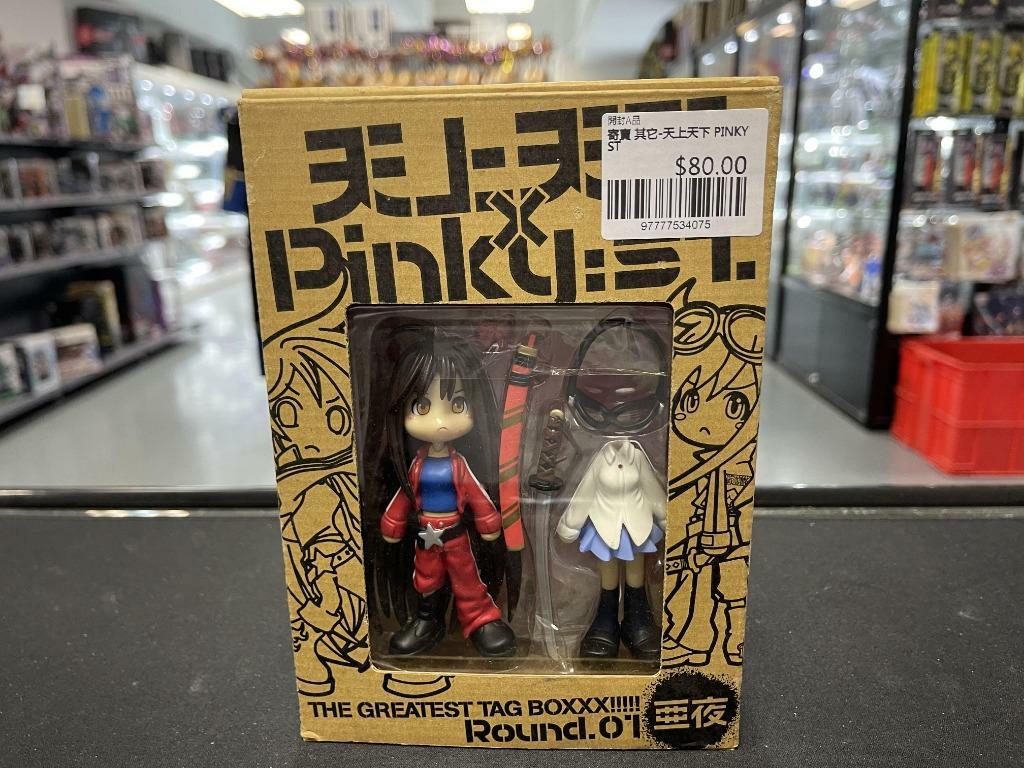 開封A品
寄賣 其它-天上天下 PINKY
ST
$80.00
97777534075
天上天
×
Pinky:st.
THE GREATEST TAG BOXXX!!!!!
Round.01
亜夜